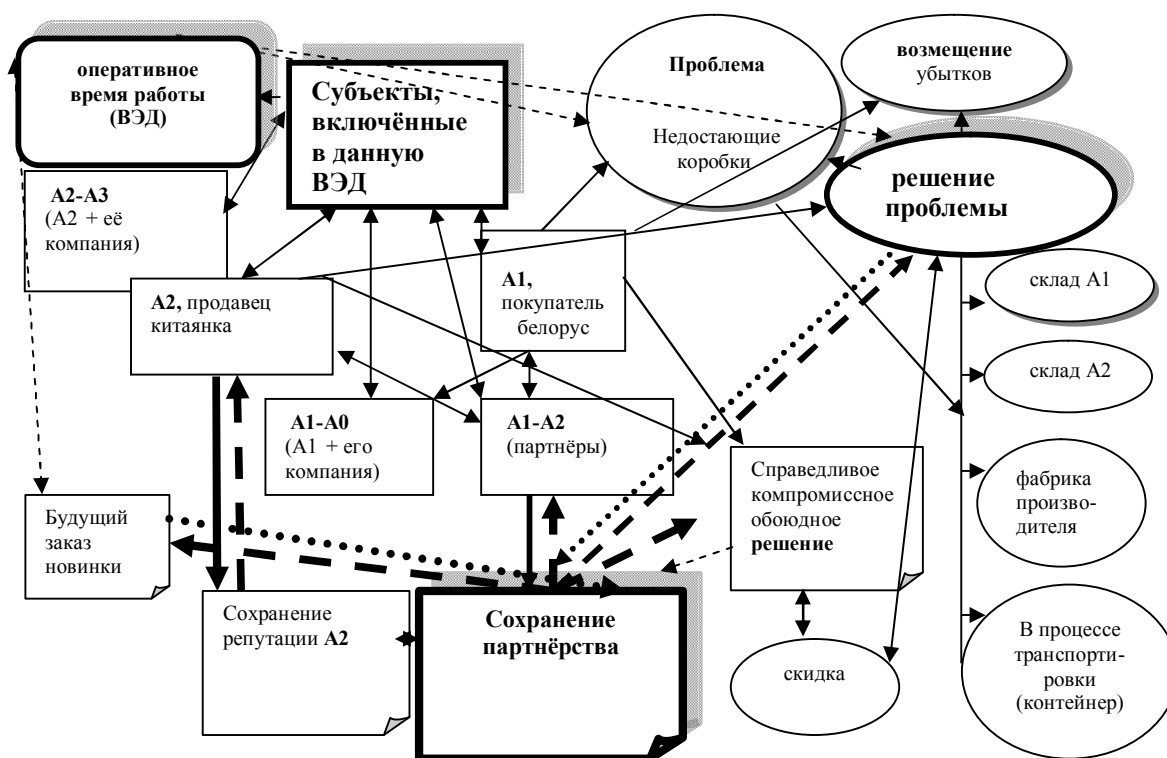 оперативное
время работы
(ВЭД)
Субъекты,
включённые
в данную
ВЭД
Проблема
Недостающие
коробки
возмещение
убытков
решение
проблемы
А2-А3
(А2 + её
компания)
А2, продавец
китаянка
А1,
покупатель
белорус
А1-А0
(А1 + его
компания)
А1-А2
(партнёры)
склад А1
склад А2
фабрика
произво-
дителя
В процессе
транспорти-
ровки
(контейнер)
Справедливое
компромиссное
обоюдное
решение
Будущий
заказ
новинки
Сохранение
репутации А2
Сохранение
партнёрства
скидка